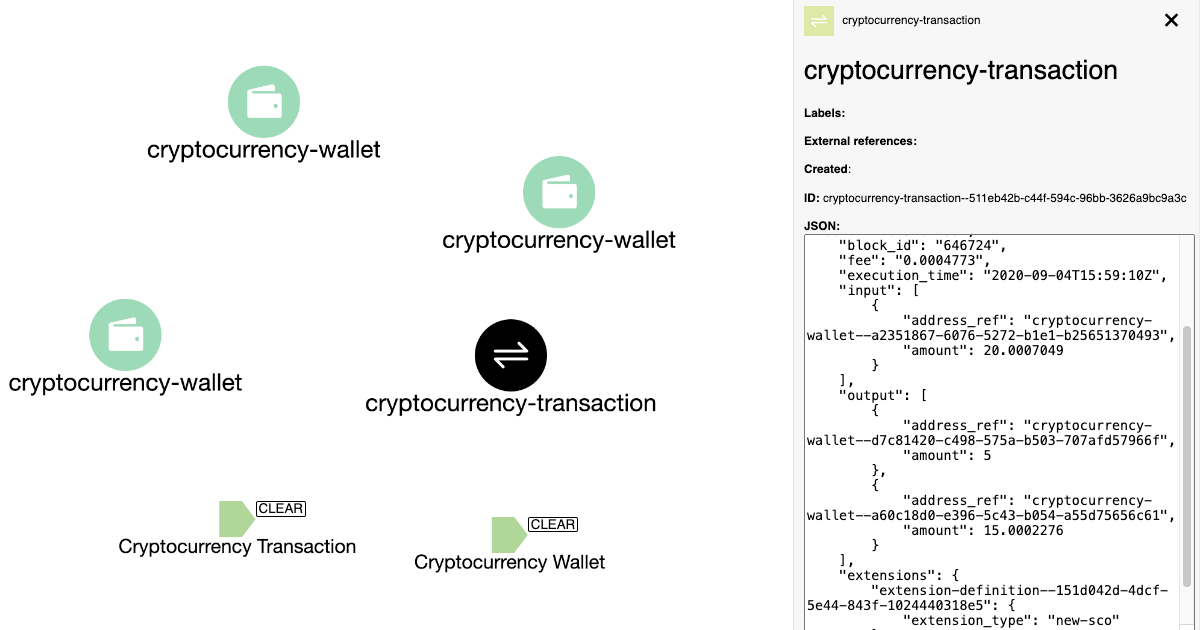 cryptocurrency-wallet
cryptocurrency-wallet
cryptocurrency-wallet
cryptocurrency-transaction
CLEAR
Cryptocurrency Transaction
CLEAR
Cryptocurrency Wallet
cryptocurrency-transaction
cryptocurrency-transaction
Labels:
External references:
Created:
ID: cryptocurrency-transaction--511eb42b-c44f-594c-96bb-3626a9bc9a3c
JSON:
"block_id": "646724",
"fee": "0.0004773",
"execution_time": "2020-09-04T15:59:10Z",
"input": [
{
"address_ref": "cryptocurrency-
wallet--a2351867-6076-5272-b1e1-b25651370493",
"amount": 20.0007049
}
],
"output": [
{
"address_ref": "cryptocurrency-
wallet--d7c81420-c498-575a-b503-707afd57966f",
"amount": 5
},
{
"address_ref": "cryptocurrency-
wallet--a60c18d0-e396-5c43-b054-a55d75656c61",
"amount": 15.0002276
}
],
"extensions": {
"extension-definition--151d042d-4dcf-
5e44-843f-1024440318e5": {
"extension_type": "new-sco"